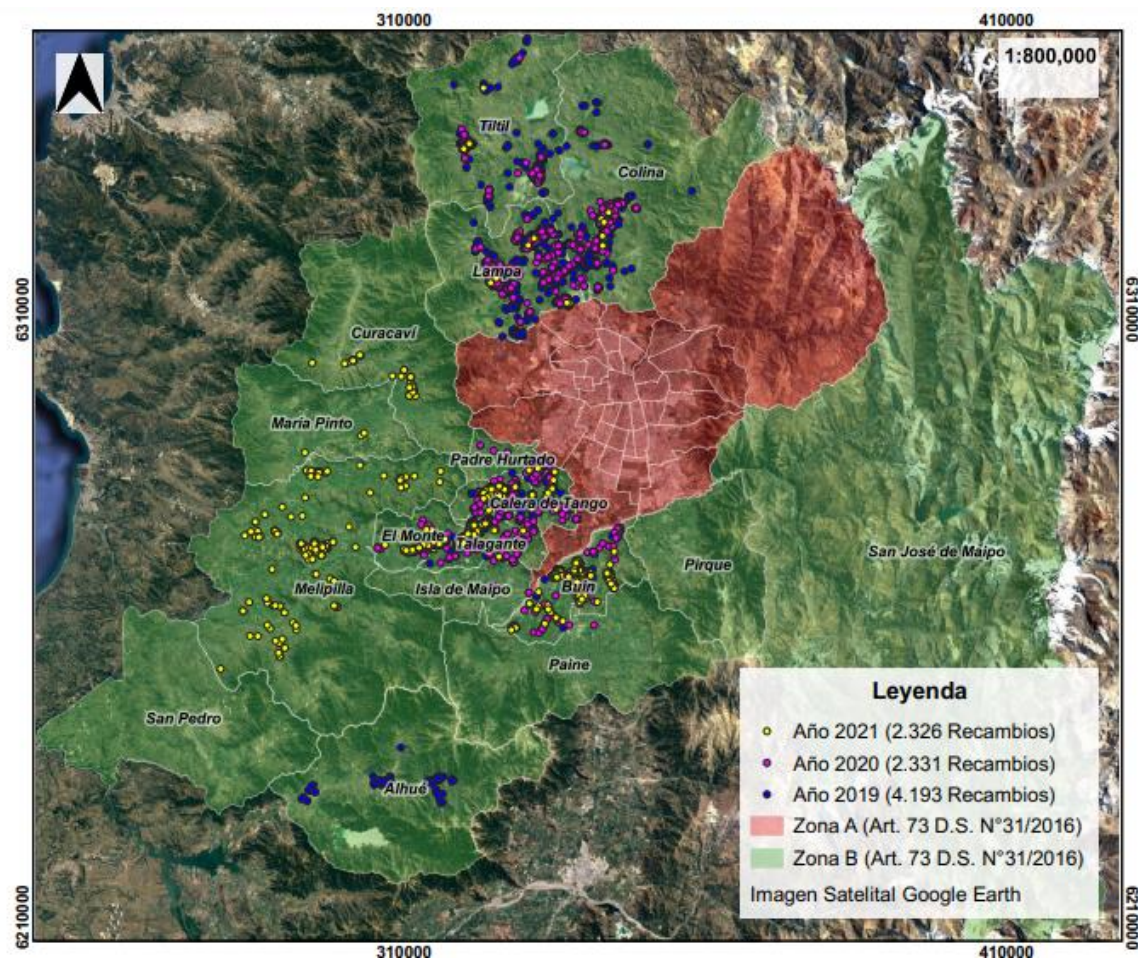 310000
410000
1:800,000
Tiltil
Colina
Lampa
6310000
6310000
Curacaví
María Pinto
Padre Hurtado
Calera de Tango
El Monte
Talagante
San José de Maipo
Pirque
Melipilla
Isla de Maipo
Buin
Paine
San Pedro
Alhué
Leyenda
Año 2021 (2.326 Recambios)
Año 2020 (2.331 Recambios)
Año 2019 (4.193 Recambios)
Zona A (Art. 73 D.S. N°31/2016)
Zona B (Art. 73 D.S. N°31/2016)
Imagen Satelital Google Earth
6210000
6210000
310000
410000